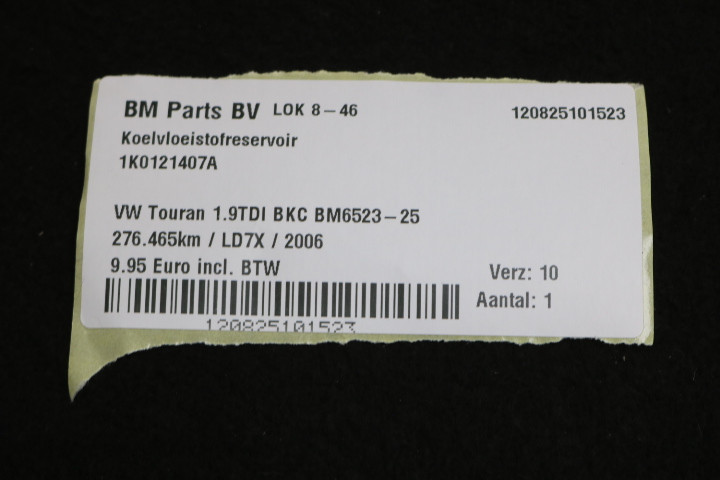 BM Parts BV LOK 8-46 120825101523
Koelvloeistofreservoir
1K0121407A
VW Touran 1.9TDI BKC BM6523-25
276.465km / LD7X / 2006
9.95 Euro incl. BTW
Verz: 10
Aantal: 1
120825101523